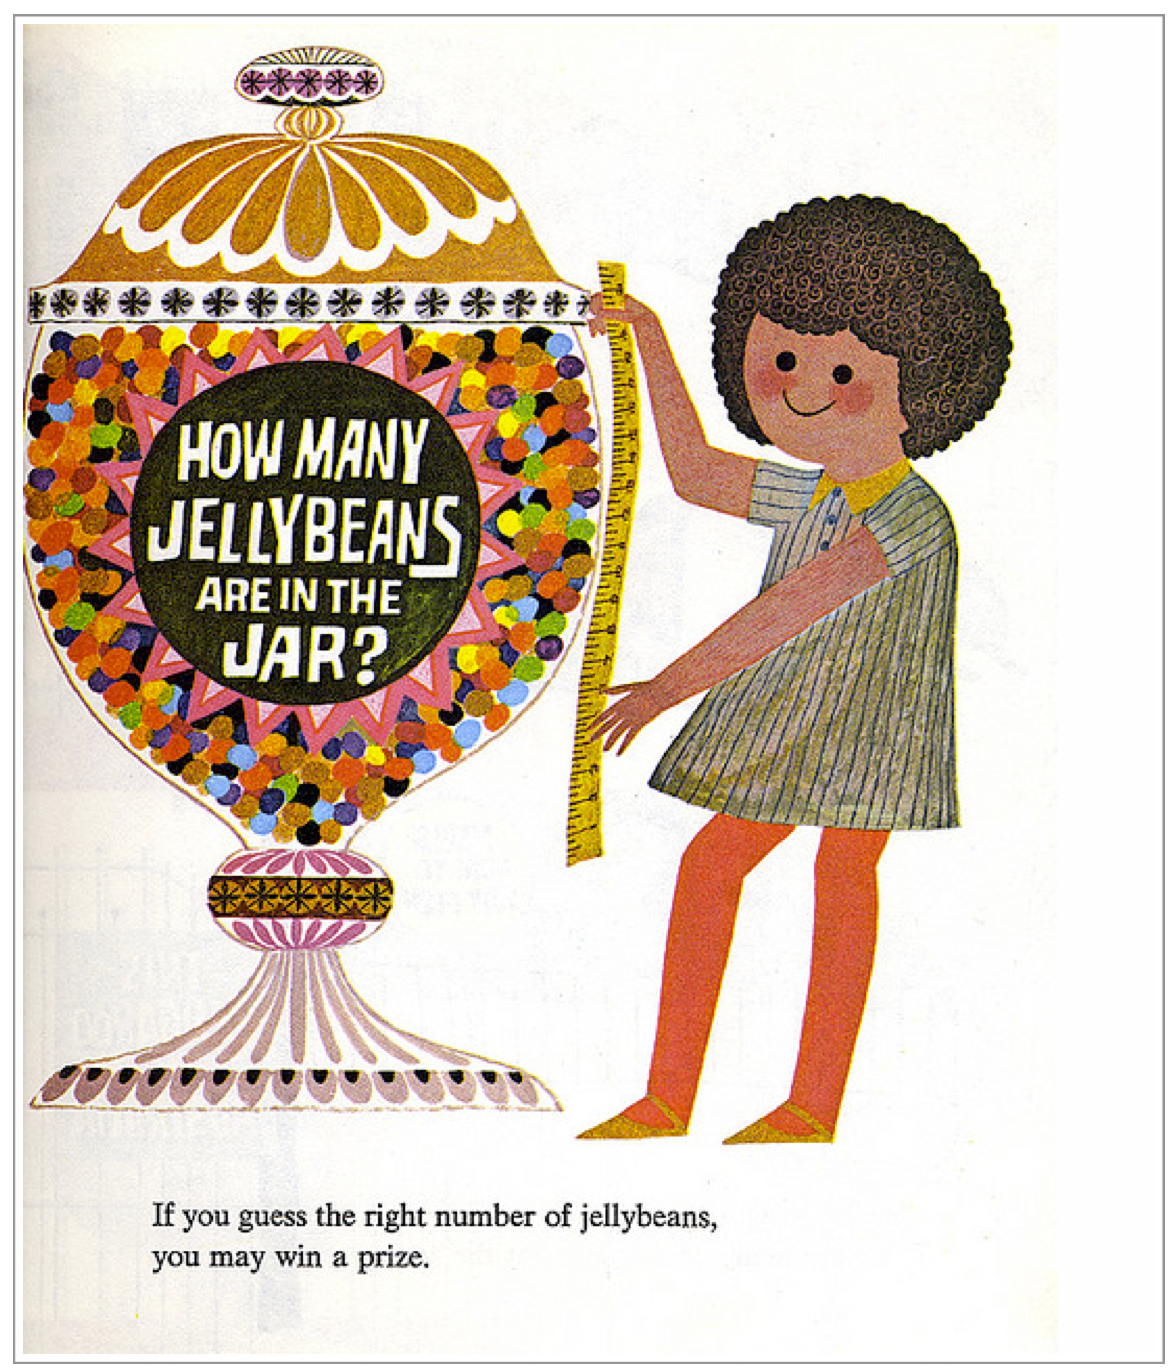 HOW MANY
JELLYBEANS
ARE IN THE
JAR?
If you guess the right number of jellybeans,
you may win a prize.